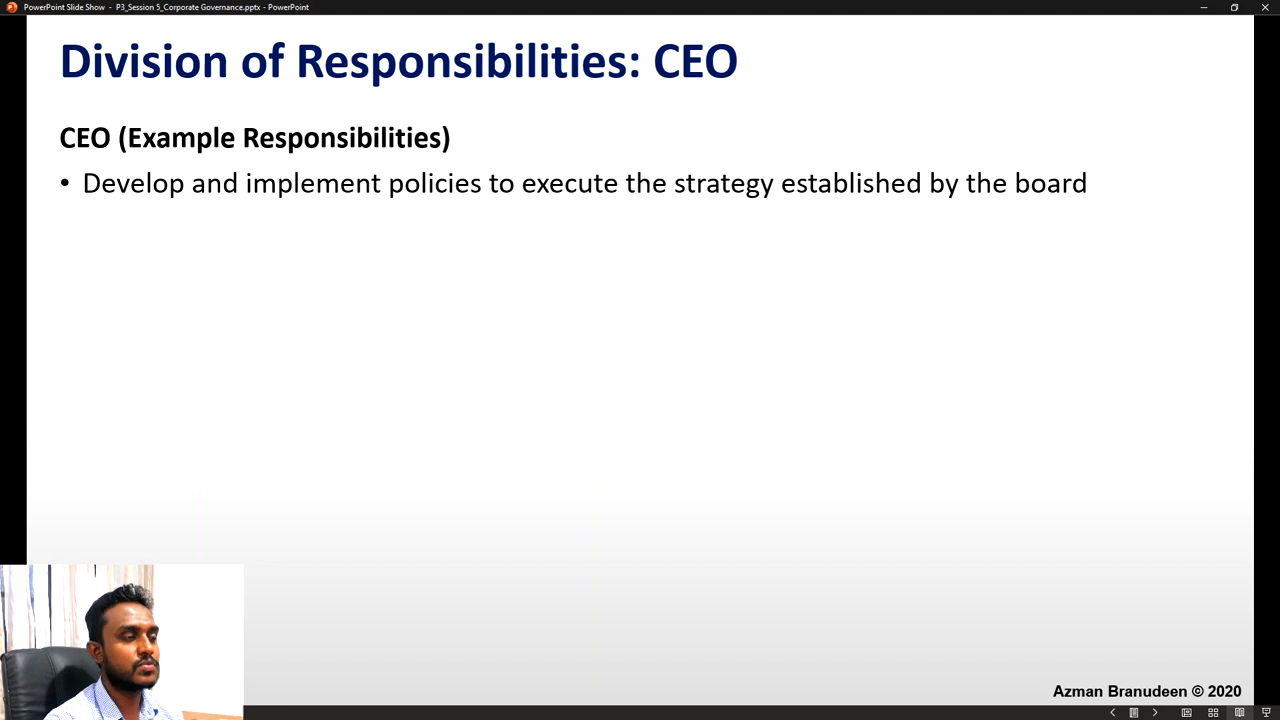 PowerPoint Slide Show - P3_Session 5_Corporate Governance.pptx - PowerPoint
Division of Responsibilities: CEO
CEO (Example Responsibilities)
• Develop and implement policies to execute the strategy established by the board
Azman Branudeen © 2020